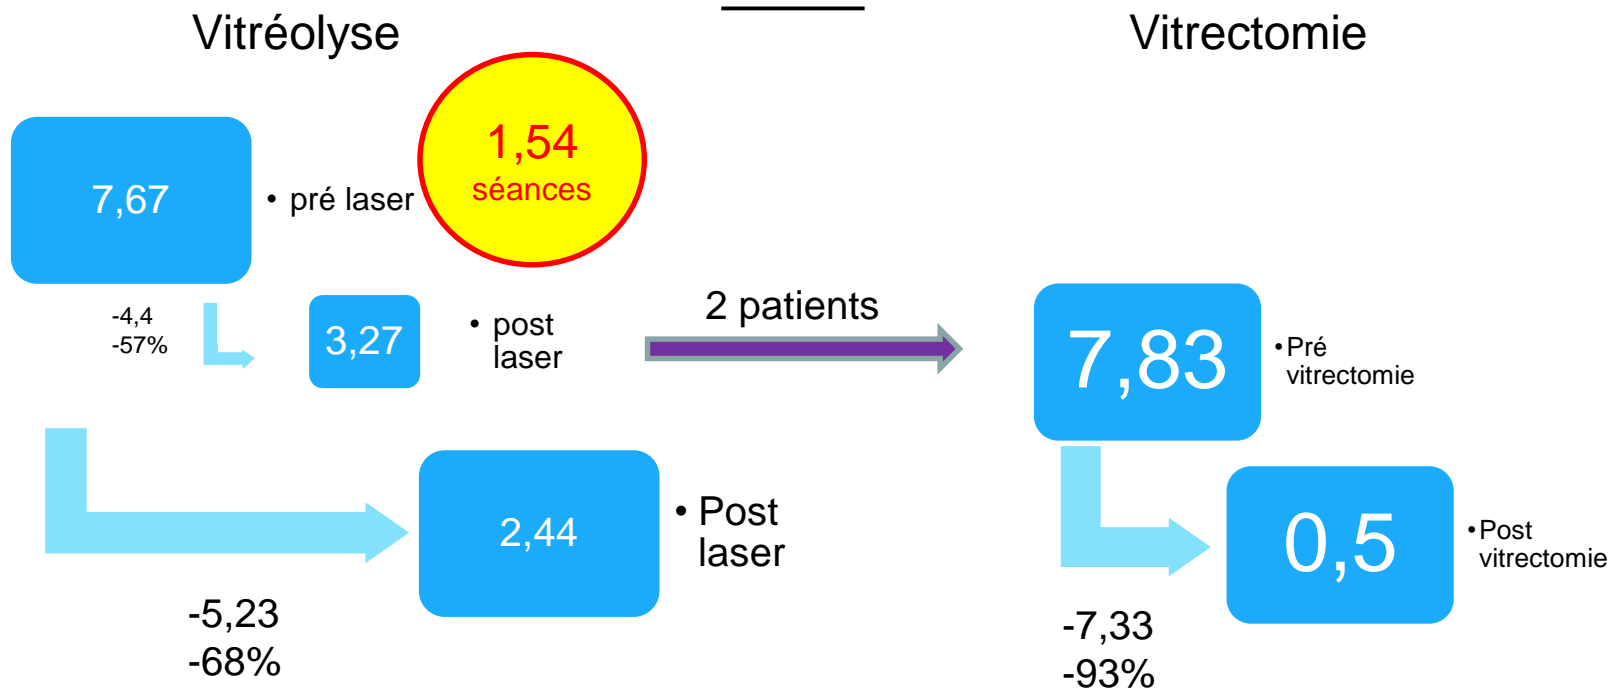 Vitréolyse
Vitrectomie
1,54
séances
7,67
• pré laser
-4,4
-57%
3,27
• post
laser
2 patients
7,83
•Pré
vitrectomie
2,44
• Post
laser
0,5
•Post
vitrectomie
-5,23
-68%
-7,33
-93%